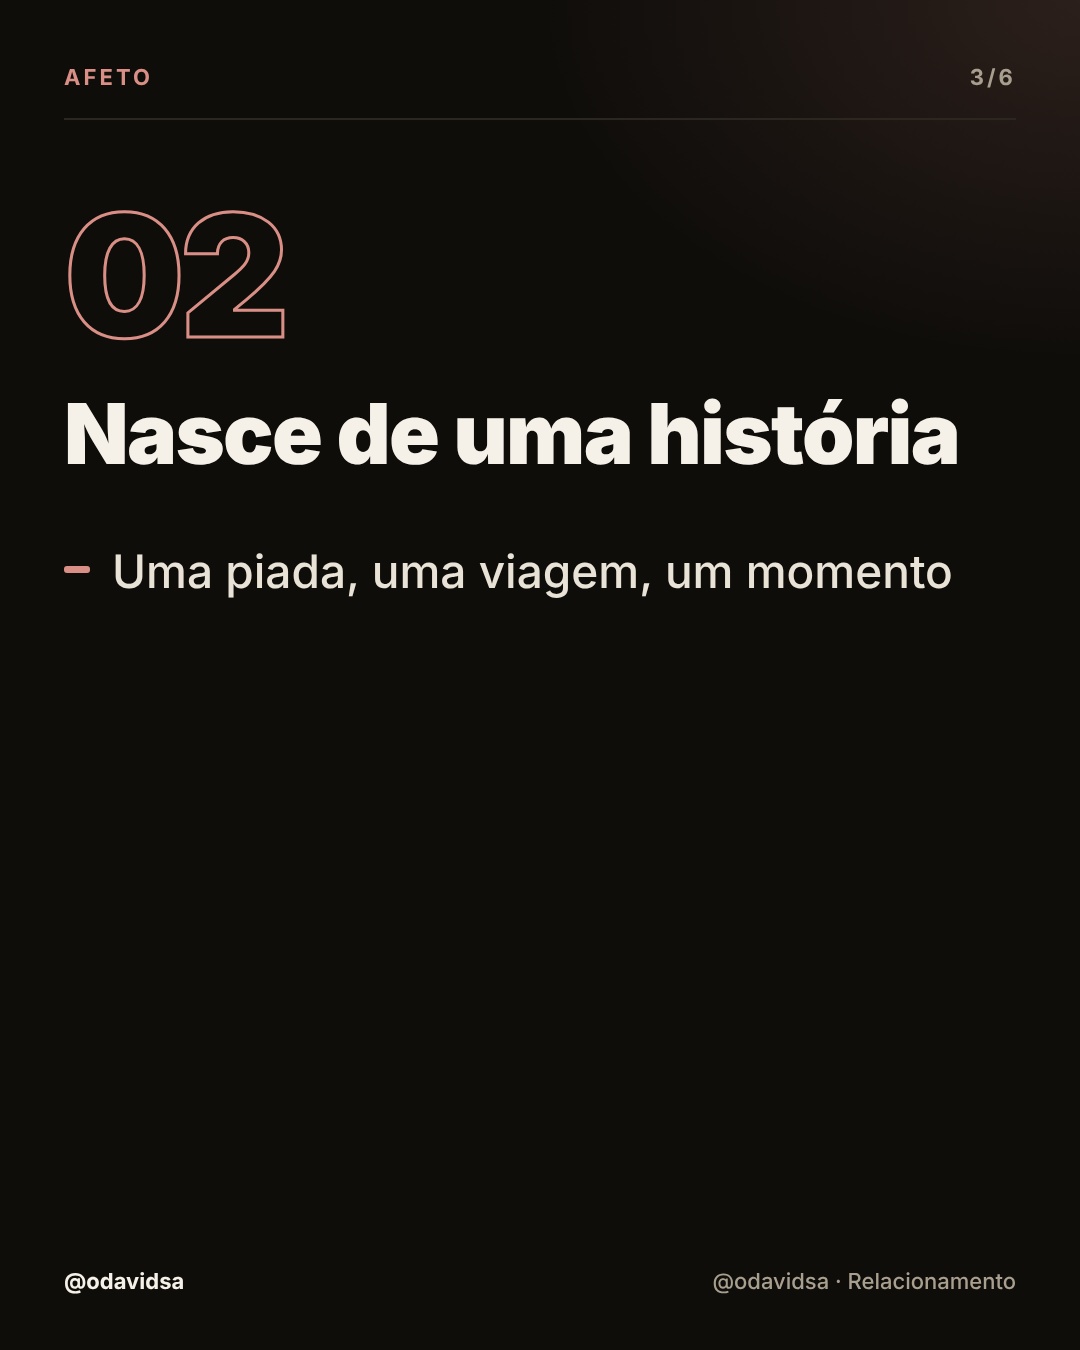 AFETO
3/6
02
Nasce de uma história
Uma piada, uma viagem, um momento
@odavidsa
@odavidsa · Relacionamento